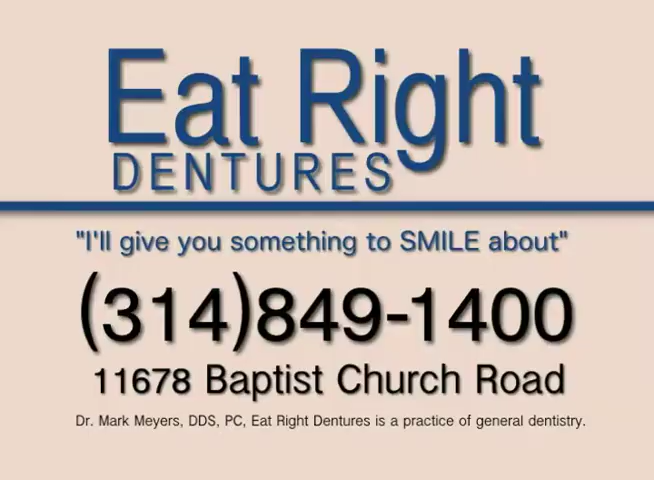 Eat Right
DENTURES
"I'll give you something to SMILE about"
(314)849-1400
11678 Baptist Church Road
Dr. Mark Meyers, DDS, PC, Eat Right Dentures is a practice of general dentistry.